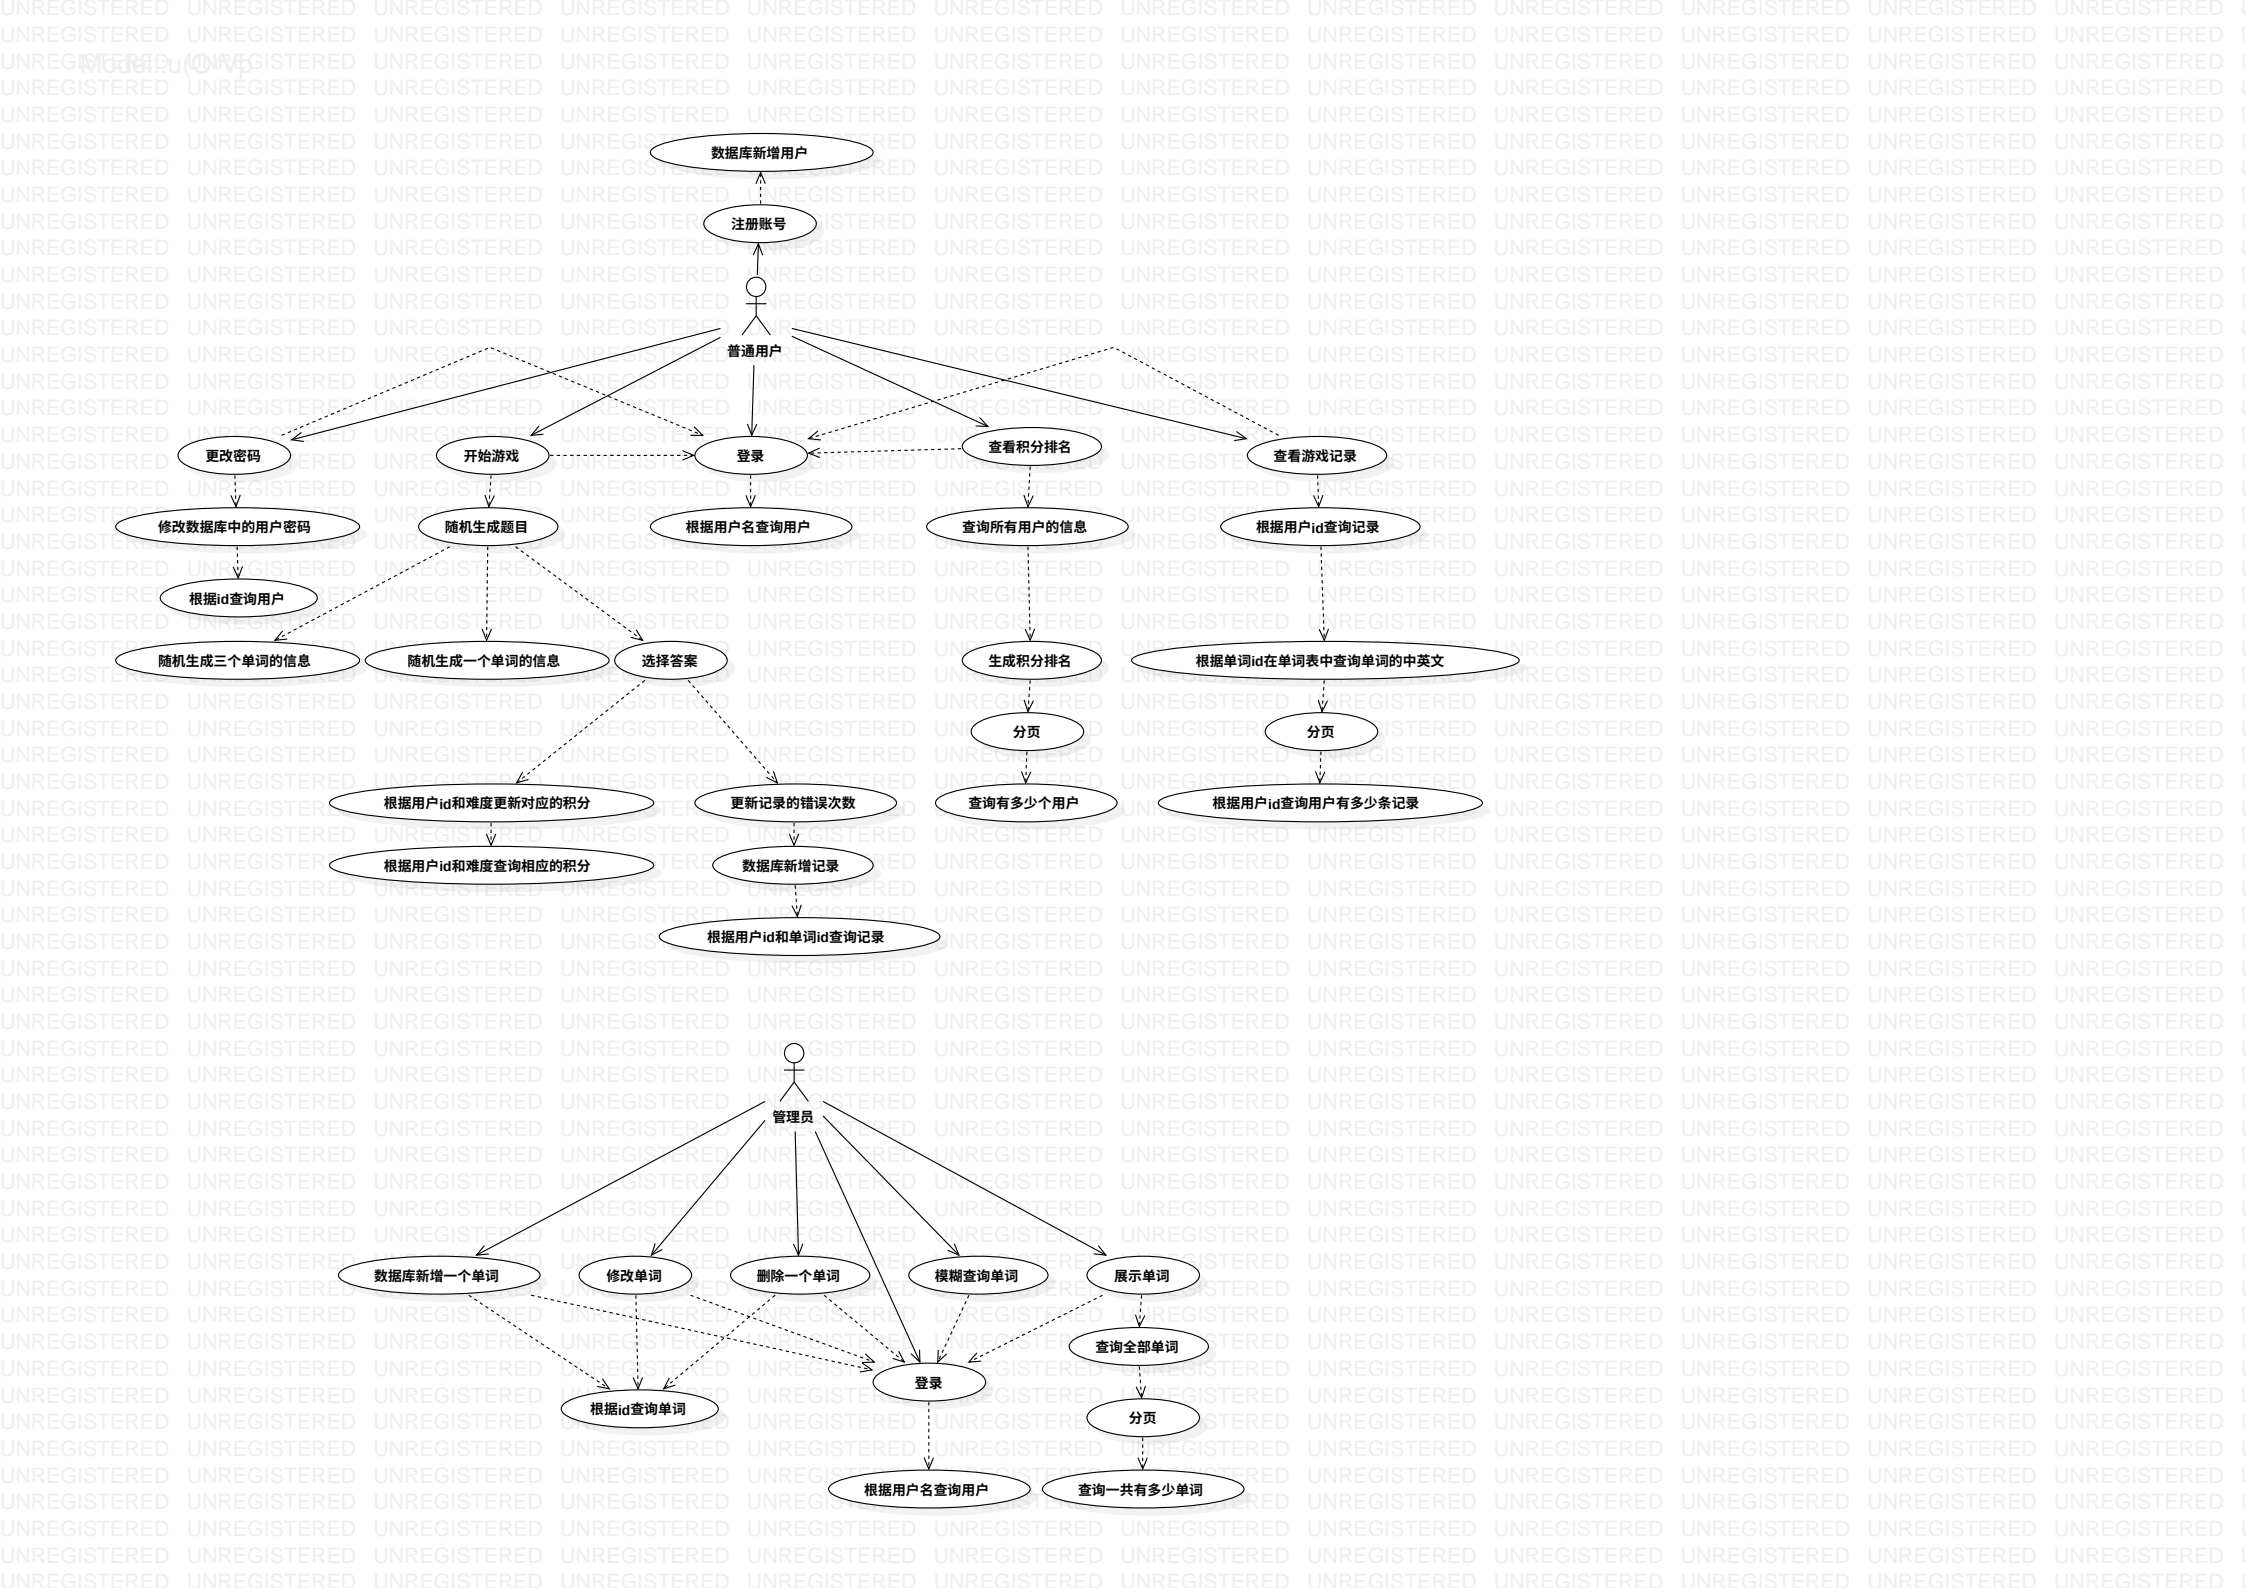 数据库新增用户
注册账号
普通用户
更改密码
开始游戏
登录
查看积分排名
查看游戏记录
修改数据库中的用户密码
随机生成题目
根据用户名查询用户
查询所有用户的信息
根据用户id查询记录
根据id查询用户
随机生成三个单词的信息
随机生成一个单词的信息
选择答案
生成积分排名
根据单词id在单词表中查询单词的中英文
分页
分页
根据用户id和难度更新对应的积分
更新记录的错误次数
查询有多少个用户
根据用户id查询用户有多少条记录
根据用户id和难度查询相应的积分
数据库新增记录
根据用户id和单词id查询记录
管理员
数据库新增一个单词
修改单词
删除一个单词
模糊查询单词
展示单词
查询全部单词
登录
根据id查询单词
分页
根据用户名查询用户
查询一共有多少单词
UNREGISTERED